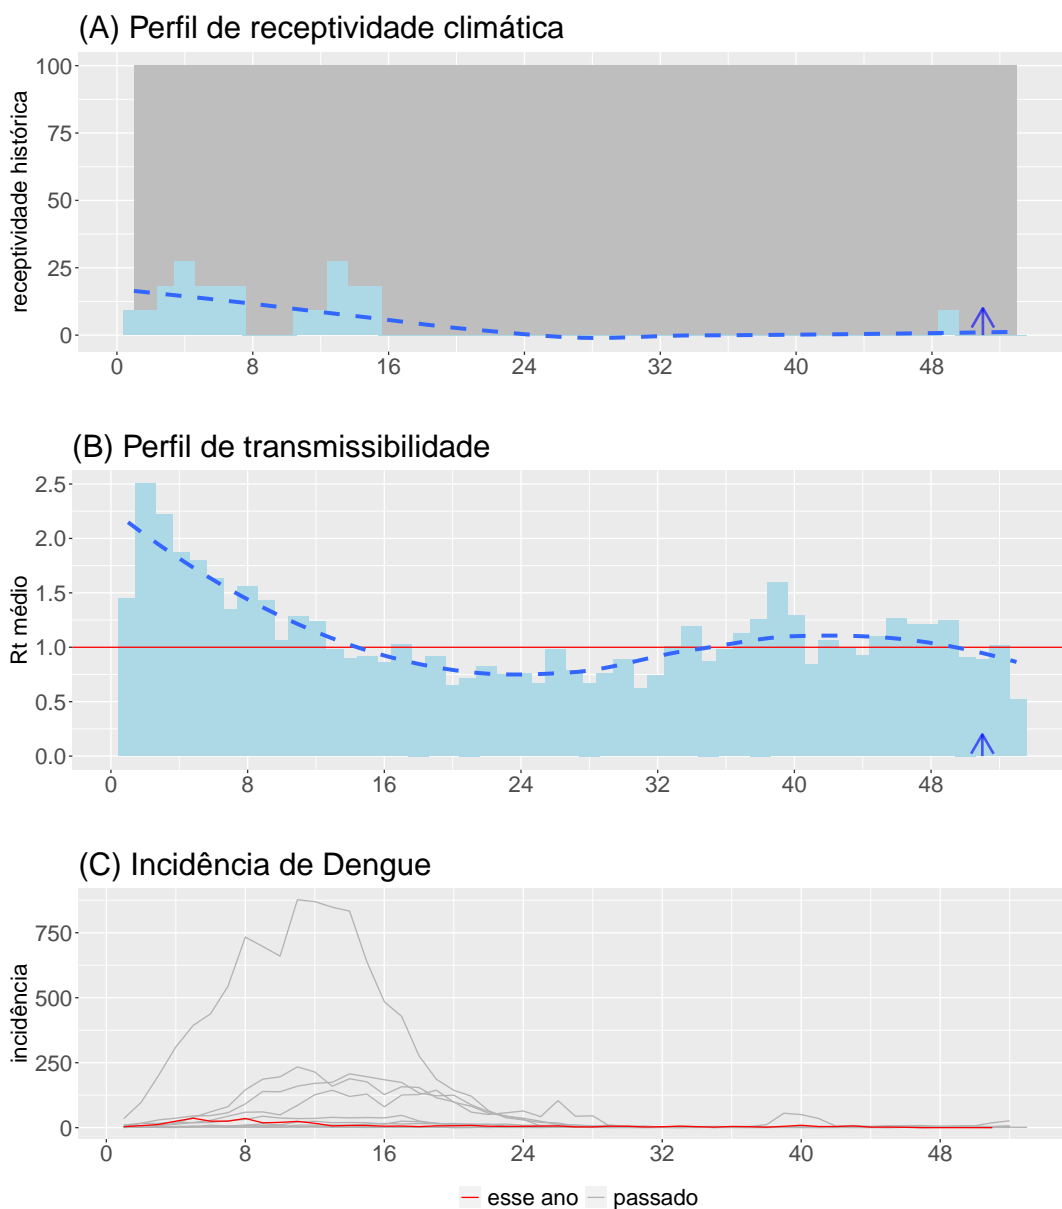 (A) Perfil de receptividade climática
receptividade histórica
100
75
50
25
0
0 8 16 24 32 40 48
(B) Perfil de transmissibilidade
Rt médio
2.5
2.0
1.5
1.0
0.5
0.0
0 8 16 24 32 40 48
(C) Incidência de Dengue
incidência
750
500
250
0
0 8 16 24 32 40 48
esse ano passado